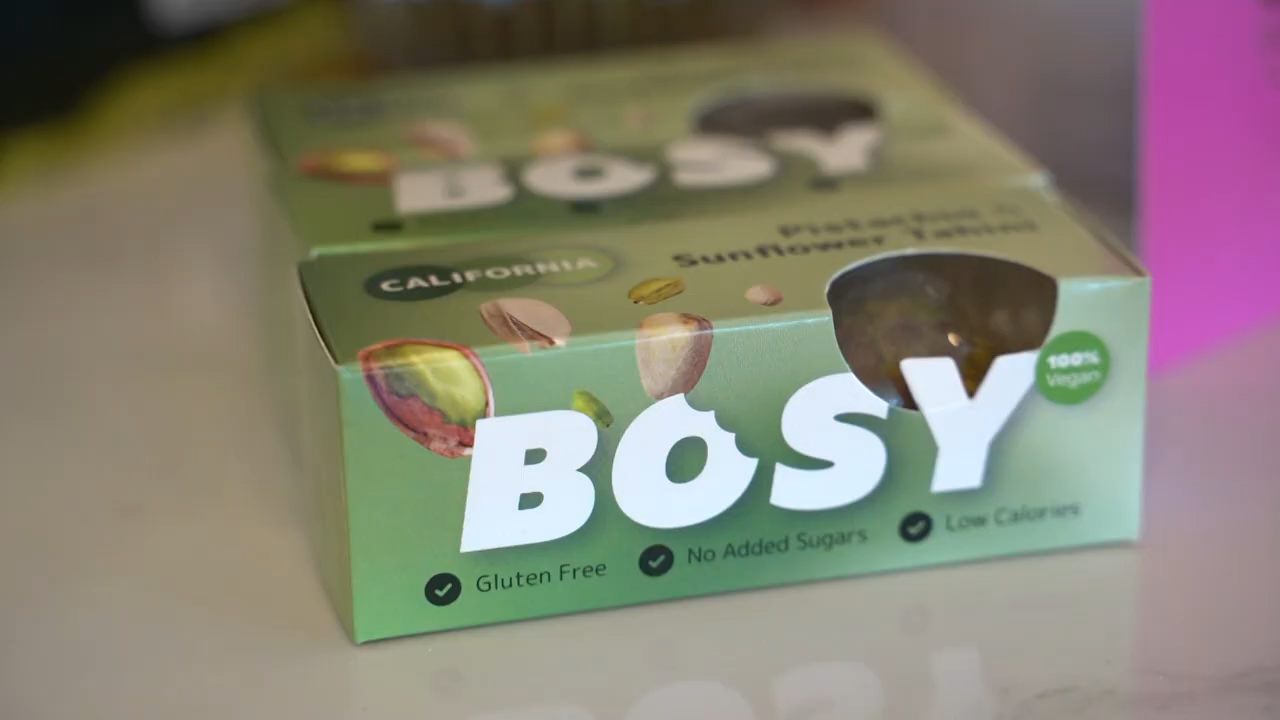 BOSY
Pistachio &
Sunflower Tahini
CALIFORNIA
100%
Vegan
BOSY
Gluten Free
No Added Sugars
Low Calories